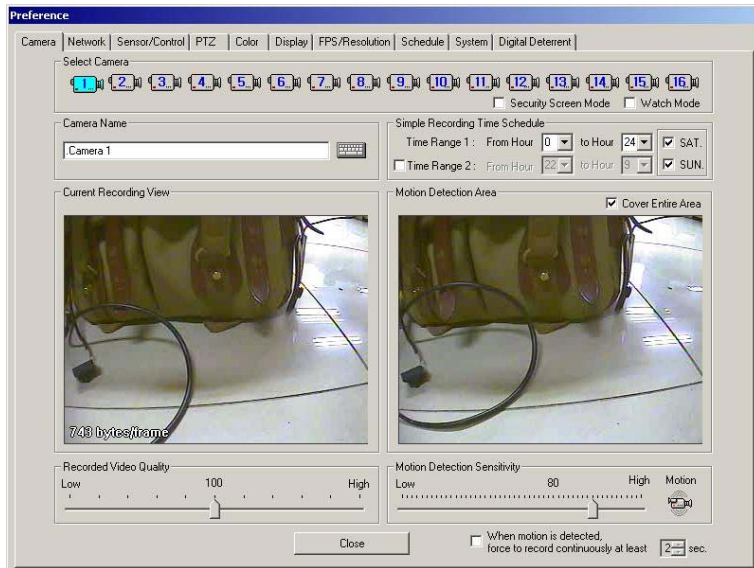 Preference
Camera Network Sensor/Control PTZ Color Display FPS/Resolution Schedule System Digital Deterrent
Select Camera
1... 2... 3... 4... 5... 6... 7... 8... 9... 10... 11... 12... 13... 14... 15... 16...
Security Screen Mode Watch Mode
Camera Name
.Camera 1
Simple Recording Time Schedule
Time Range 1 : From Hour 0 to Hour 24 SAT.
Time Range 2 : From Hour 22 to Hour 9 SUN.
Current Recording View
743 bytes/frame
Motion Detection Area
Cover Entire Area
Recorded Video Quality
Low 100 High
Motion Detection Sensitivity
Low 80 High Motion
Close
When motion is detected,
force to record continuously at least 2 sec.